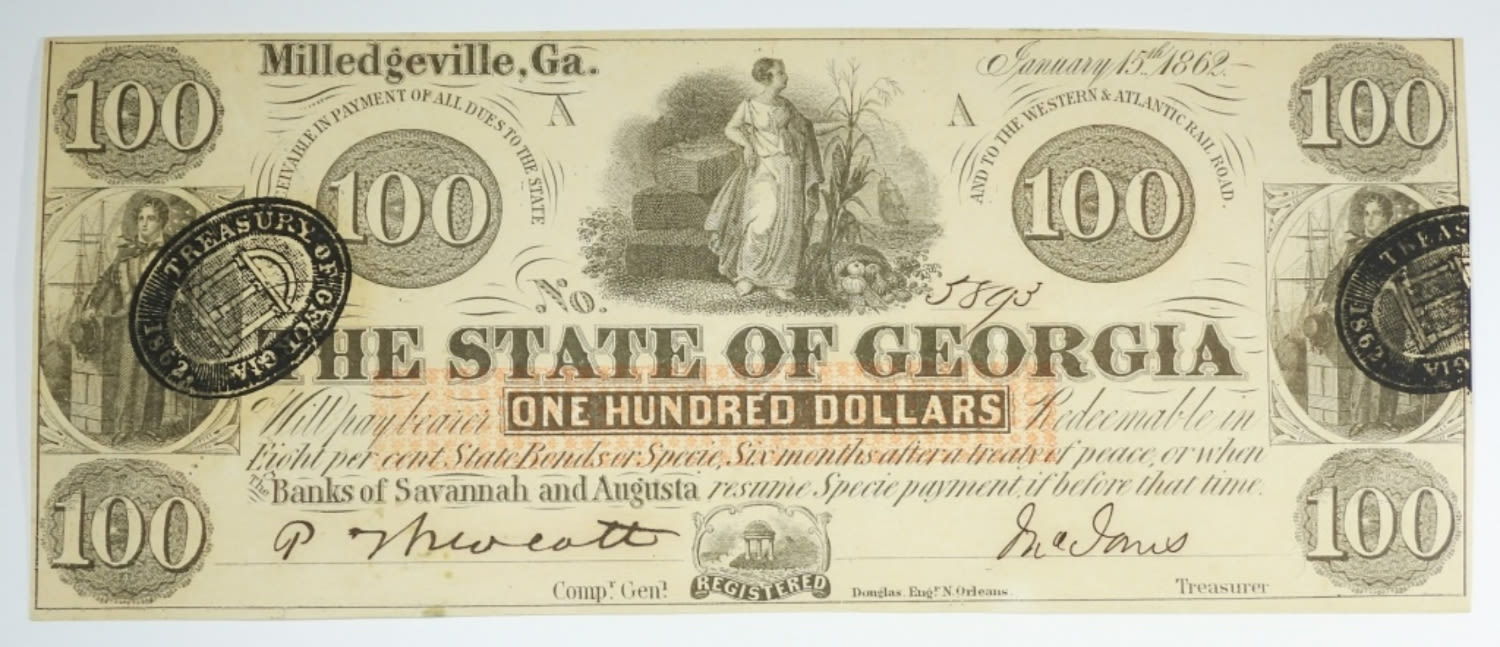 100
Milledgeville, Ga.
January 15th 1862.
100
RECEIVABLE IN PAYMENT OF ALL DUES TO THE STATE
A
A
AND TO THE WESTERN & ATLANTIC RAIL ROAD.
100
100
TREASURY OF GEORGIA
1862.
TREAS
GIA
1862.
No. 5893
THE STATE OF GEORGIA
Will pay bearer ONE HUNDRED DOLLARS Redeemable in
Eight per cent State Bonds or Specie, Six months after a treaty of peace, or when
The Banks of Savannah and Augusta resume Specie payment, if before that time.
100
100
P Jno Jones
Compr. Genl.
REGISTERED
Douglas. Engr. N. Orleans.
Treasurer